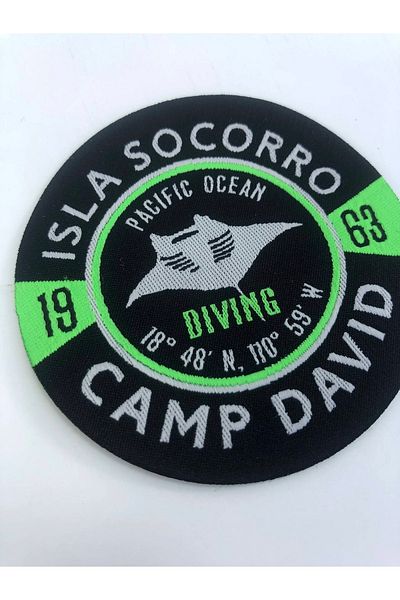 ISLA SOCORRO
PACIFIC OCEAN
19 63
DIVING
18° 48' N, 110° 59' W
CAMP DAVID